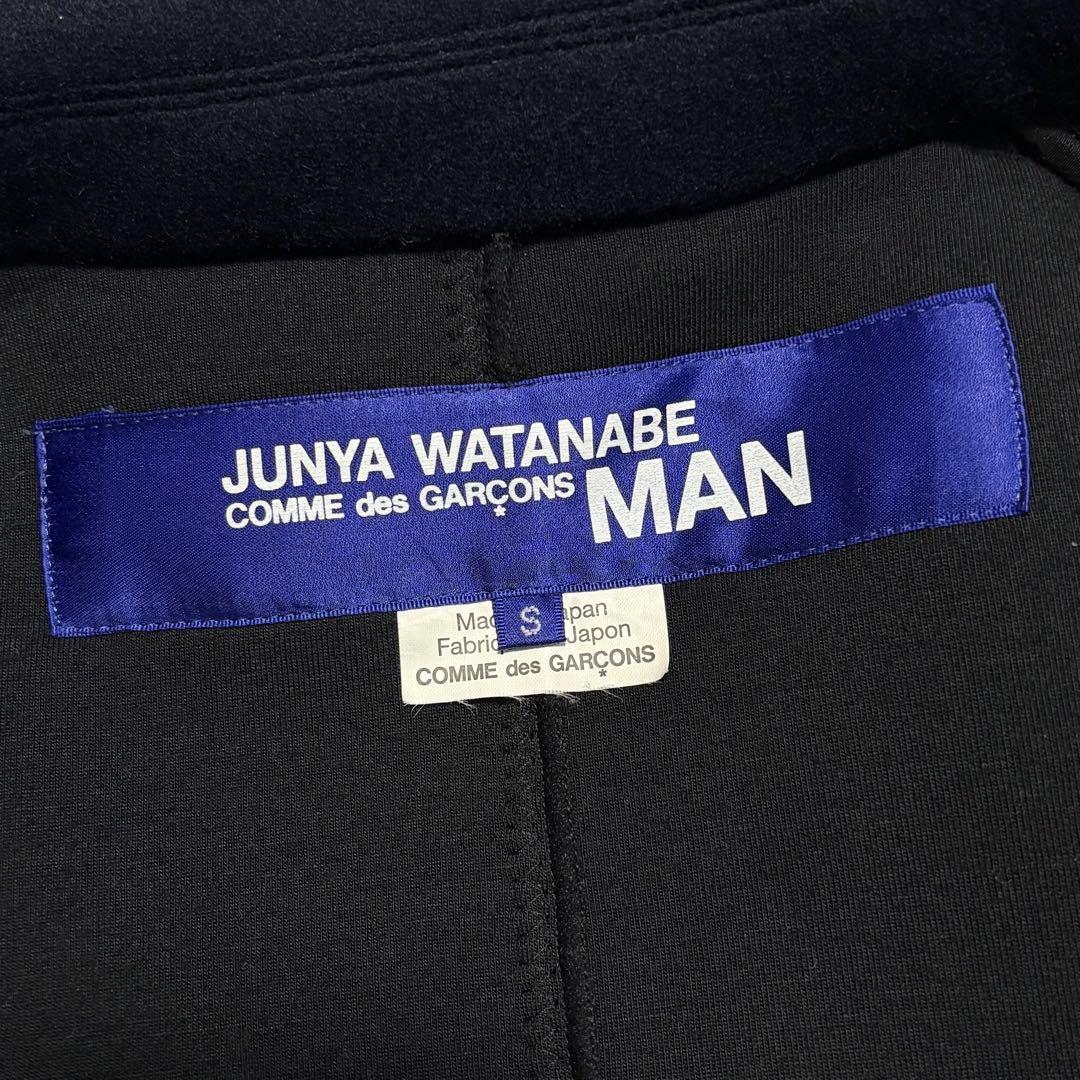 JUNYA WATANABE
COMME des GARÇONS MAN
S
Japon
COMME des GARÇONS